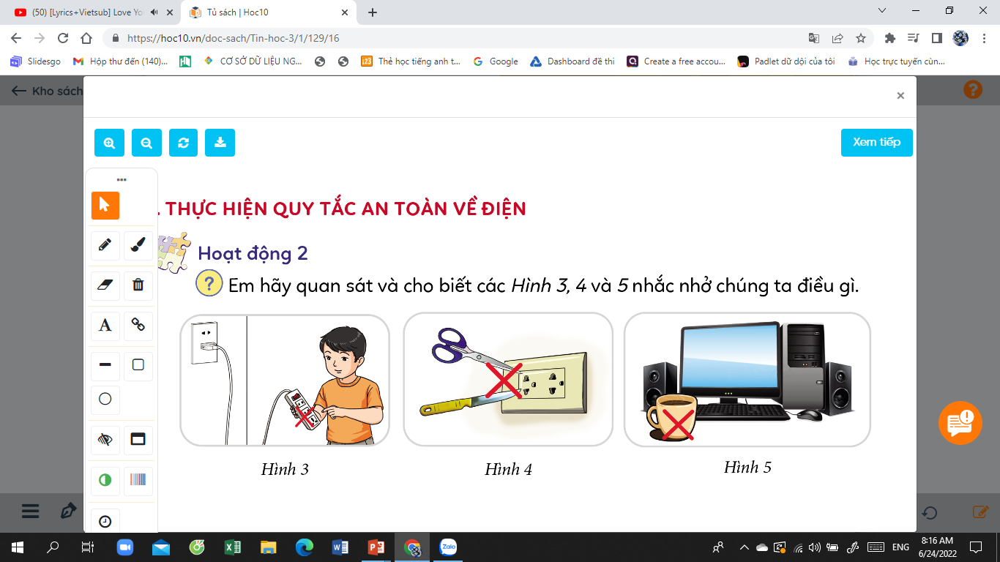 (50) [Lyrics+Vietsub] Love Yo
Tủ sách | Hoc10
https://hoc10.vn/doc-sach/Tin-hoc-3/1/129/16
Slidesgo
Hộp thư đến (140)...
CƠ SỞ DỮ LIỆU NG...
123
Thẻ học tiếng anh t...
Google
Dashboard đề thi
Create a free accou...
Padlet dữ dội của tôi
Học trực tuyến cùn...
Kho sách
Xem tiếp
. THỰC HIỆN QUY TẮC AN TOÀN VỀ ĐIỆN
Hoạt động 2
? Em hãy quan sát và cho biết các Hình 3, 4 và 5 nhắc nhở chúng ta điều gì.
A
Hình 3
Hình 4
Hình 5
Zalo
ENG
8:16 AM
6/24/2022